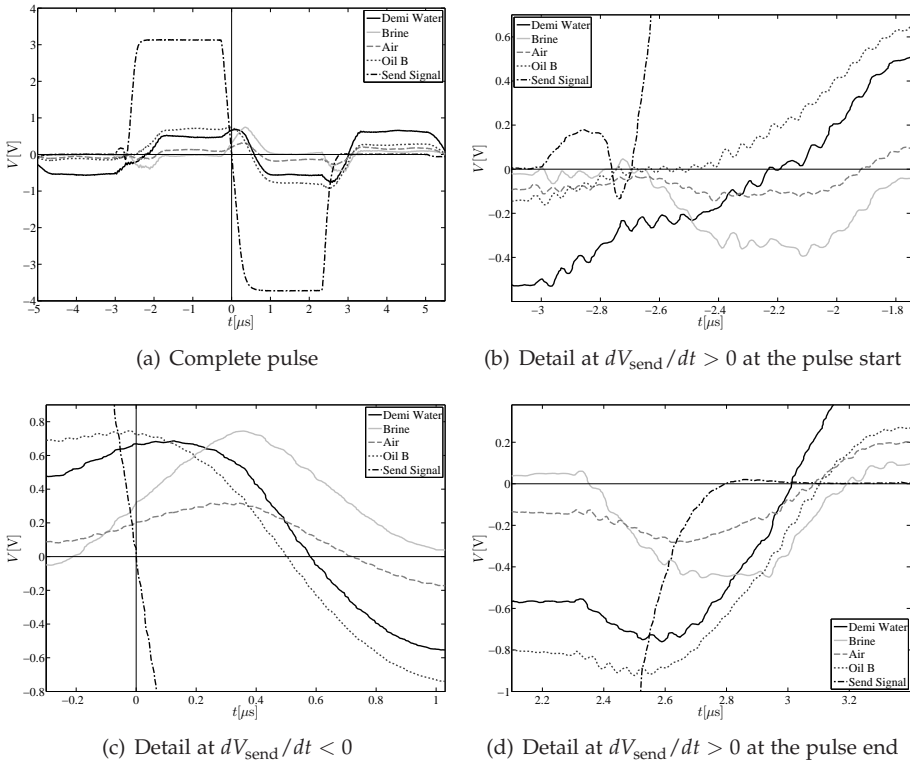 4
3
2
1
0
−1
−2
−3
−4
V[V]
−5 −4 −3 −2 −1 0 1 2 3 4 5
t[μs]
Demi Water
Brine
Air
Oil B
Send Signal
(a) Complete pulse
0.6
0.4
0.2
0
−0.2
−0.4
V[V]
−3 −2.8 −2.6 −2.4 −2.2 −2 −1.8
t[μs]
Demi Water
Brine
Air
Oil B
Send Signal
(b) Detail at dV_send/dt > 0 at the pulse start
0.8
0.6
0.4
0.2
0
−0.2
−0.4
−0.6
−0.8
V[V]
−0.2 0 0.2 0.4 0.6 0.8 1
t[μs]
Demi Water
Brine
Air
Oil B
Send Signal
(c) Detail at dV_send/dt < 0
0.2
0
−0.2
−0.4
−0.6
−0.8
−1
V[V]
2.2 2.4 2.6 2.8 3 3.2
t[μs]
Demi Water
Brine
Air
Oil B
Send Signal
(d) Detail at dV_send/dt > 0 at the pulse end